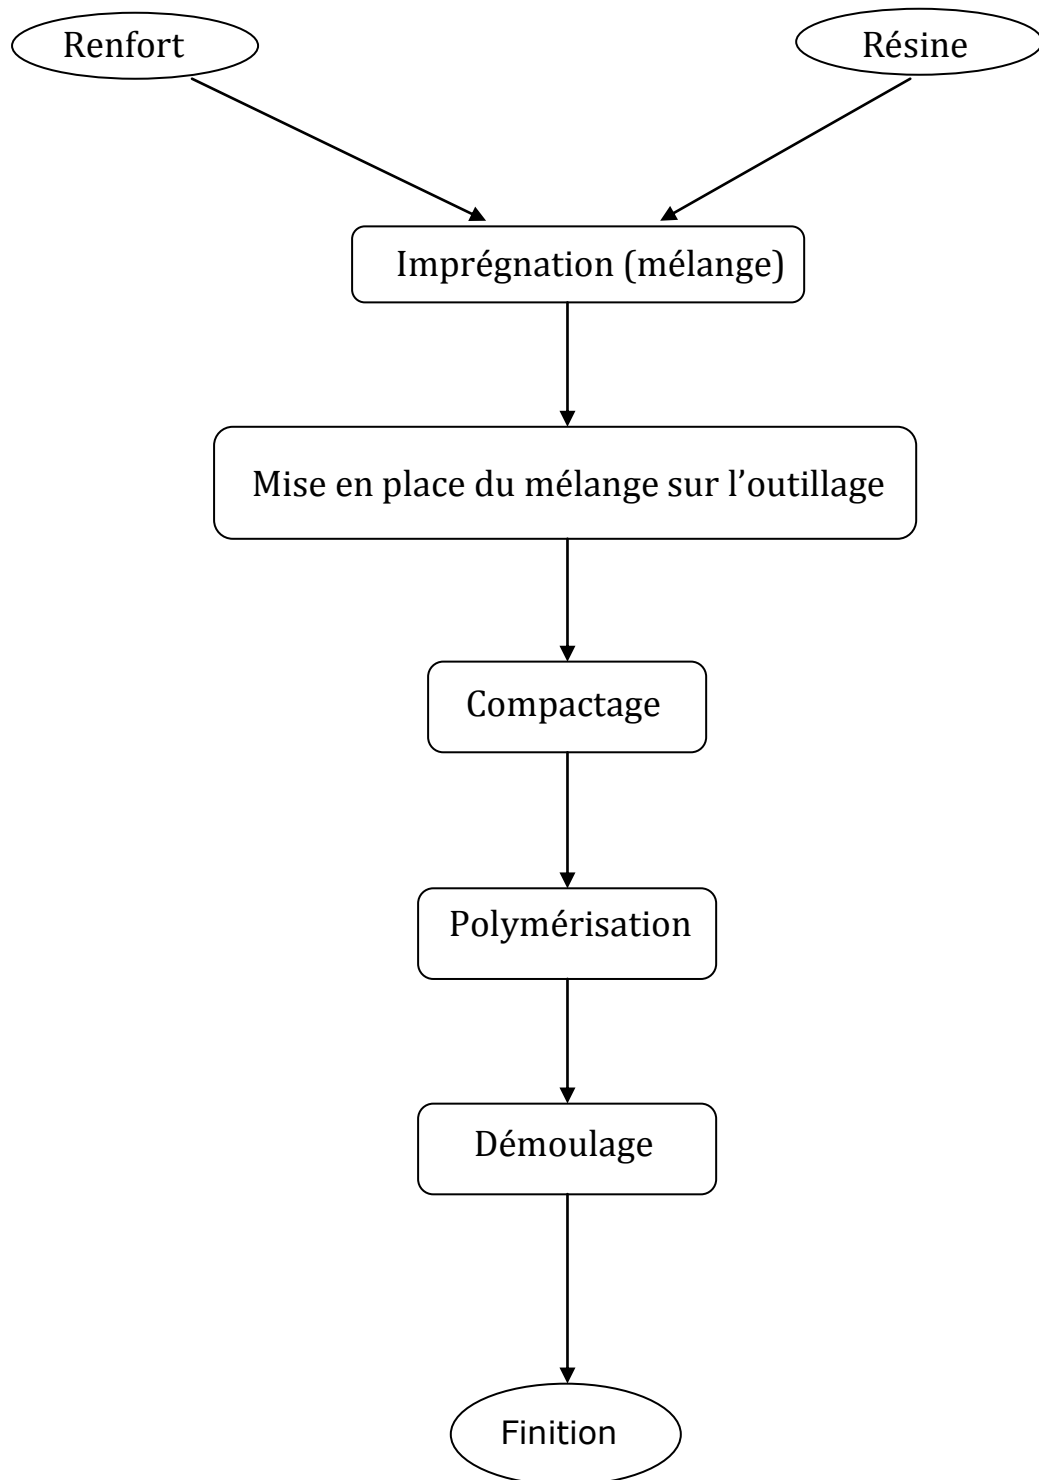 Renfort
Résine
Imprégnation (mélange)
Mise en place du mélange sur l’outillage
Compactage
Polymérisation
Démoulage
Finition